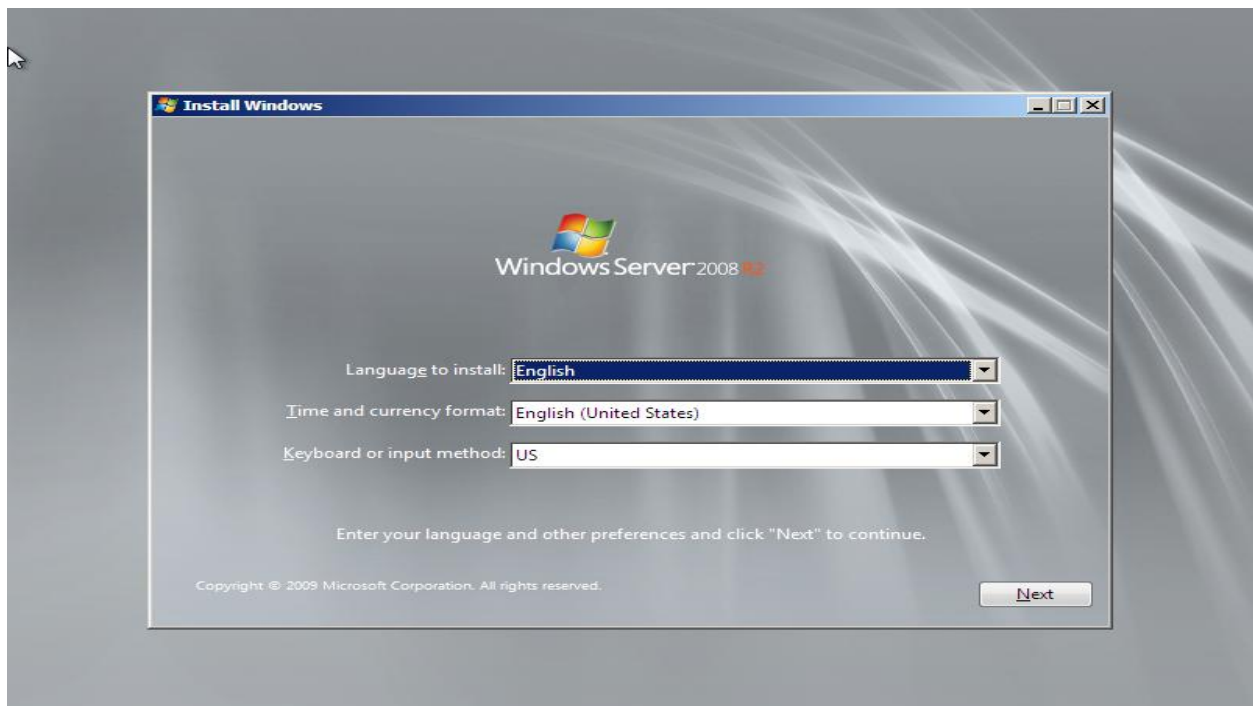 Install Windows
Windows Server 2008 R2
Language to install: English
Time and currency format: English (United States)
Keyboard or input method: US
Enter your language and other preferences and click "Next" to continue.
Copyright © 2009 Microsoft Corporation. All rights reserved.
Next